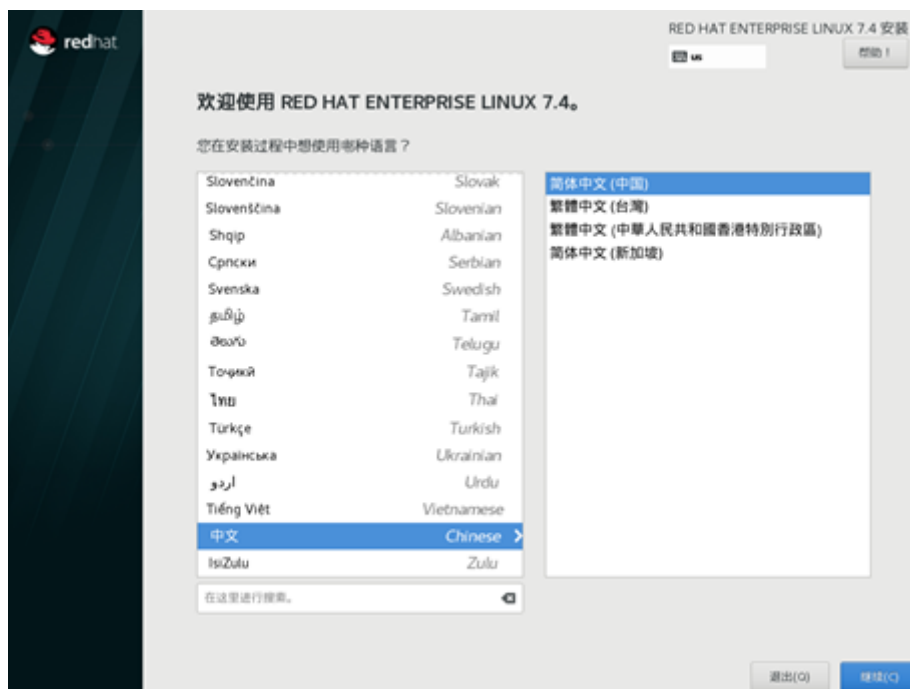 redhat
RED HAT ENTERPRISE LINUX 7.4 安装
us
帮助！
欢迎使用 RED HAT ENTERPRISE LINUX 7.4。
您在安装过程中想使用哪种语言？
Slovenčina Slovak
Slovenščina Slovenian
Shqip Albanian
Српски Serbian
Svenska Swedish
தமிழ் Tamil
తెలుగు Telugu
Тоҷикӣ Tajik
ไทย Thai
Türkçe Turkish
Українська Ukrainian
اردو Urdu
Tiếng Việt Vietnamese
中文 Chinese
IsiZulu Zulu
简体中文 (中国)
繁體中文 (台灣)
繁體中文 (中華人民共和國香港特別行政區)
简体中文 (新加坡)
在这里进行搜索。
退出(Q)
继续(C)